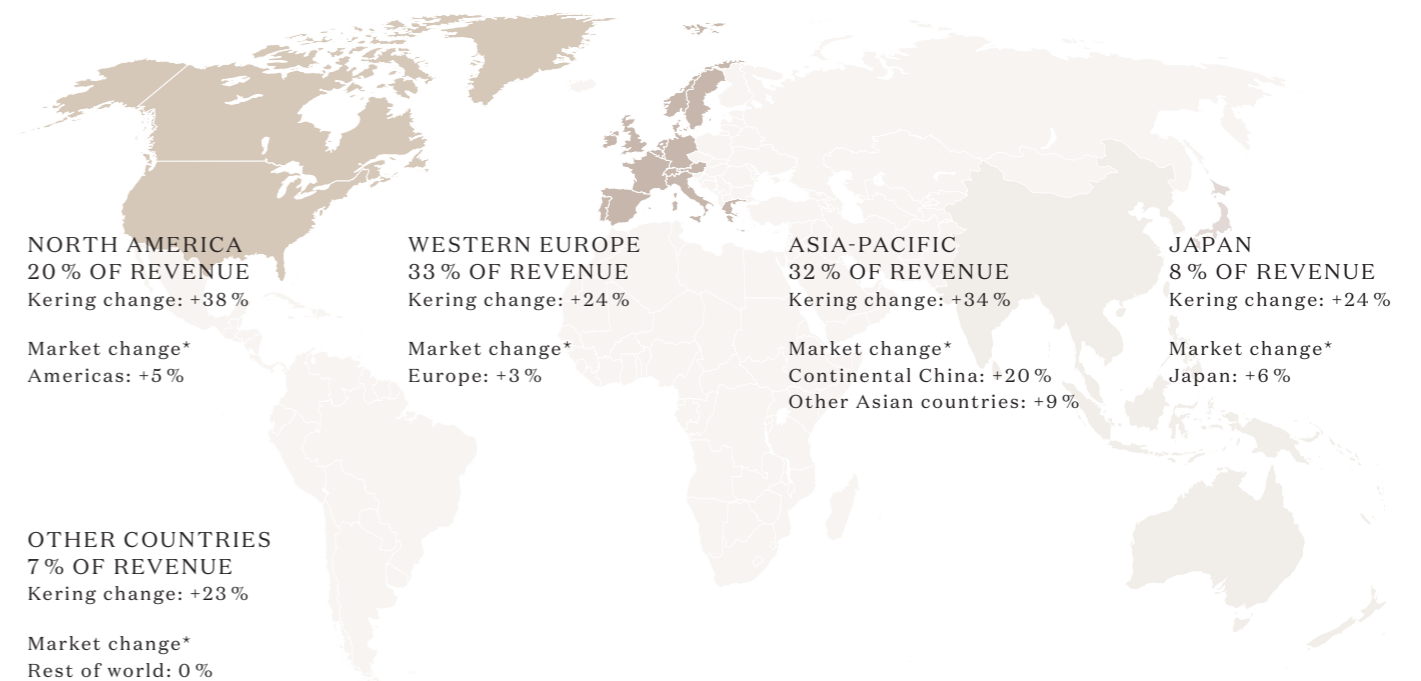 NORTH AMERICA
20 % OF REVENUE
Kering change: +38 %
Market change*
Americas: +5 %
WESTERN EUROPE
33 % OF REVENUE
Kering change: +24 %
Market change*
Europe: +3 %
ASIA-PACIFIC
32 % OF REVENUE
Kering change: +34 %
Market change*
Continental China: +20 %
Other Asian countries: +9 %
JAPAN
8 % OF REVENUE
Kering change: +24 %
Market change*
Japan: +6 %
OTHER COUNTRIES
7 % OF REVENUE
Kering change: +23 %
Market change*
Rest of world: 0 %